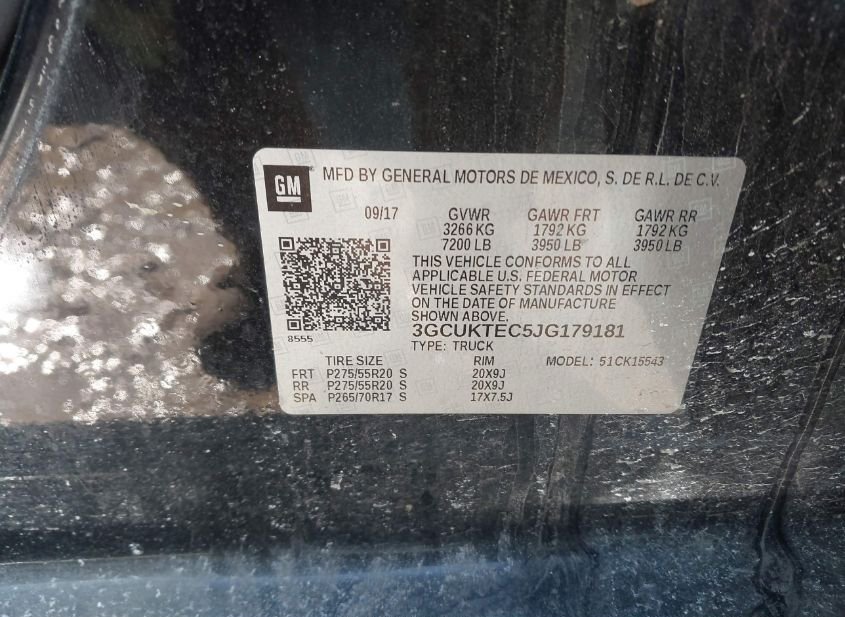 GM
MFD BY GENERAL MOTORS DE MEXICO, S. DE R.L. DE C.V.
09/17 GVWR GAWR FRT GAWR RR
3266 KG 1792 KG 1792 KG
7200 LB 3950 LB 3950 LB
THIS VEHICLE CONFORMS TO ALL
APPLICABLE U.S. FEDERAL MOTOR
VEHICLE SAFETY STANDARDS IN EFFECT
ON THE DATE OF MANUFACTURE
SHOWN ABOVE.
3GCUKTEC5JG179181
8555
TYPE: TRUCK
TIRE SIZE RIM MODEL: 51CK15543
FRT P275/55R20 S 20X9J
RR P275/55R20 S 20X9J
SPA P265/70R17 S 17X7.5J